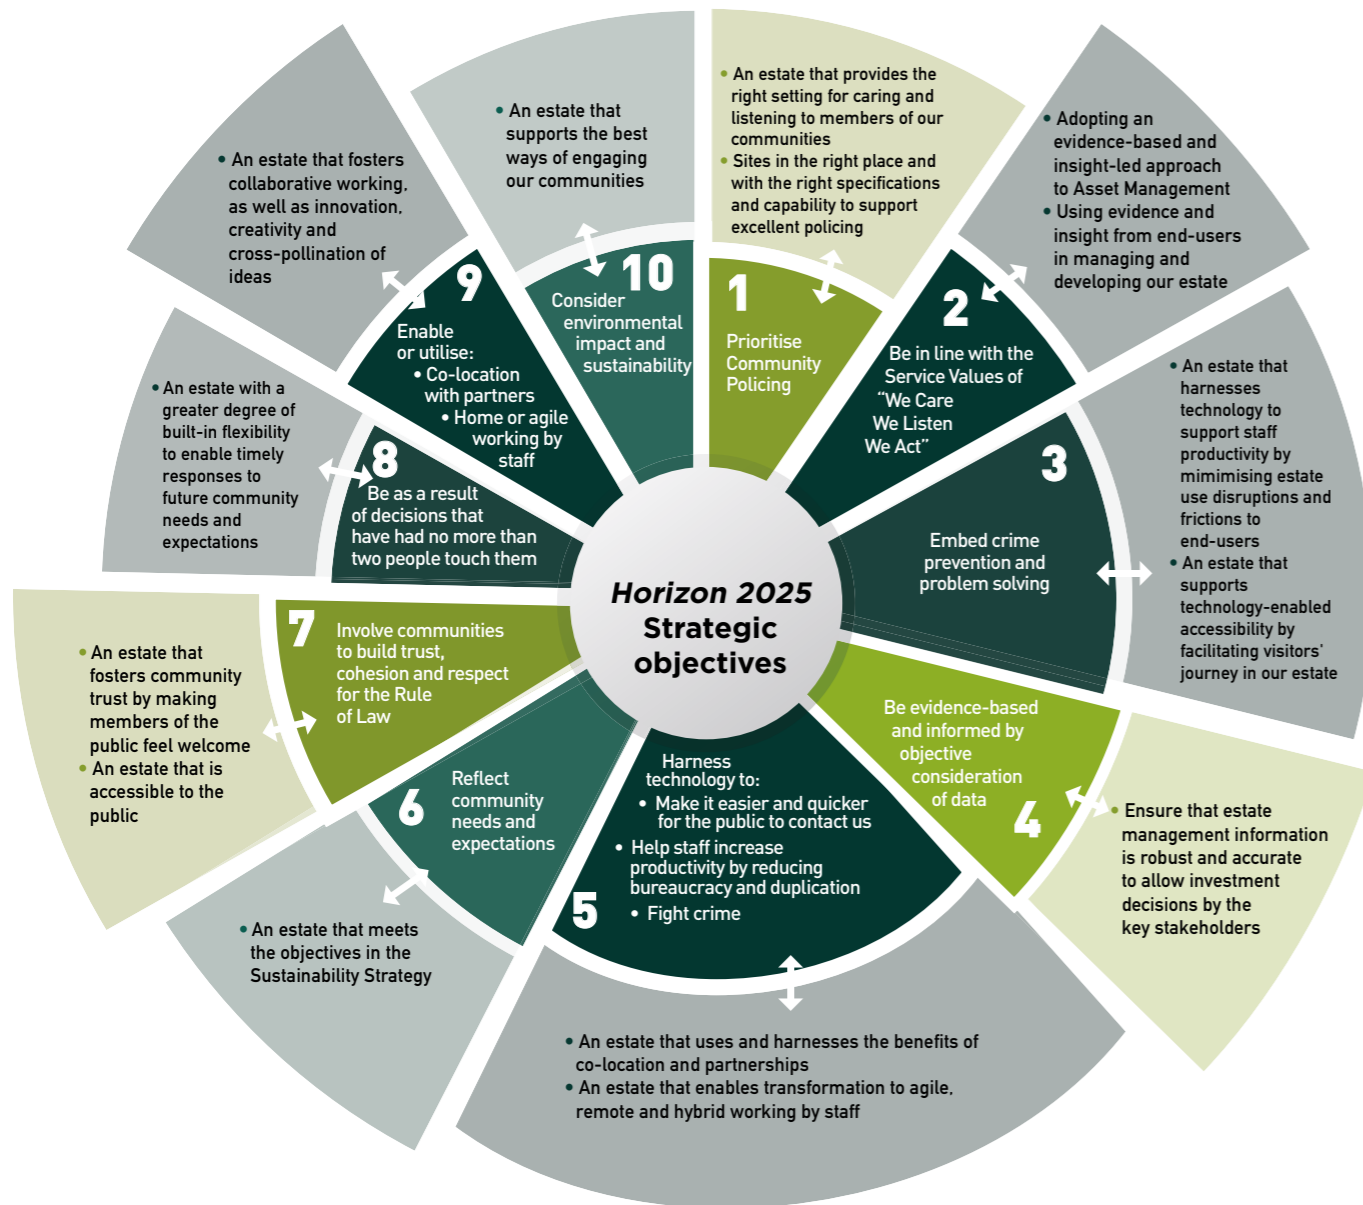 Horizon 2025
Strategic
objectives
1
Prioritise
Community
Policing
• An estate that provides the
right setting for caring and
listening to members of our
communities
• Sites in the right place and
with the right specifications
and capability to support
excellent policing
2
Be in line with the
Service Values of
“We Care
We Listen
We Act”
• Adopting an
evidence-based and
insight-led approach
to Asset Management
• Using evidence and
insight from end-users
in managing and
developing our estate
3
Embed crime
prevention and
problem solving
• An estate that
harnesses
technology to
support staff
productivity by
mimimising estate
use disruptions and
frictions to
end-users
• An estate that
supports
technology-enabled
accessibility by
facilitating visitors'
journey in our estate
4
Be evidence-based
and informed by
objective
consideration
of data
• Ensure that estate
management information
is robust and accurate
to allow investment
decisions by the
key stakeholders
5
Harness
technology to:
• Make it easier and quicker
for the public to contact us
• Help staff increase
productivity by reducing
bureaucracy and duplication
• Fight crime
• An estate that uses and harnesses the benefits of
co-location and partnerships
• An estate that enables transformation to agile,
remote and hybrid working by staff
6
Reflect
community
needs and
expectations
• An estate that meets
the objectives in the
Sustainability Strategy
7
Involve communities
to build trust,
cohesion and respect
for the Rule
of Law
• An estate that
fosters community
trust by making
members of the
public feel welcome
• An estate that is
accessible to the
public
8
Be as a result
of decisions that
have had no more than
two people touch them
• An estate with a
greater degree of
built-in flexibility
to enable timely
responses to
future community
needs and
expectations
9
Enable
or utilise:
• Co-location
with partners
• Home or agile
working by
staff
• An estate that fosters
collaborative working,
as well as innovation,
creativity and
cross-pollination of
ideas
10
Consider
environmental
impact and
sustainability
• An estate that
supports the best
ways of engaging
our communities